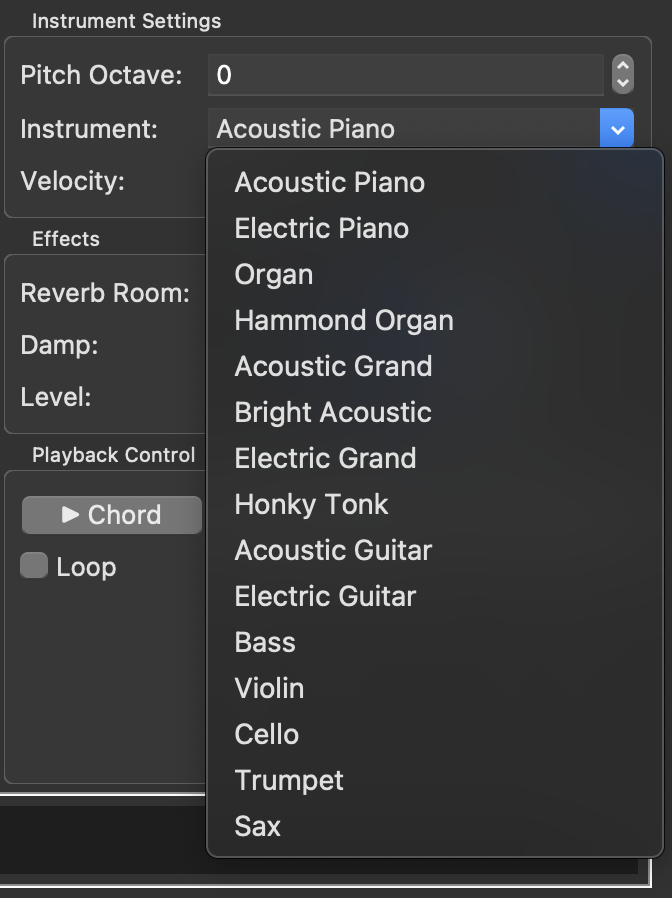 Instrument Settings
Pitch Octave: 0
Instrument: Acoustic Piano
Velocity:
Acoustic Piano
Electric Piano
Organ
Hammond Organ
Acoustic Grand
Bright Acoustic
Electric Grand
Honky Tonk
Acoustic Guitar
Electric Guitar
Bass
Violin
Cello
Trumpet
Sax
Effects
Reverb Room:
Damp:
Level:
Playback Control
Chord
Loop